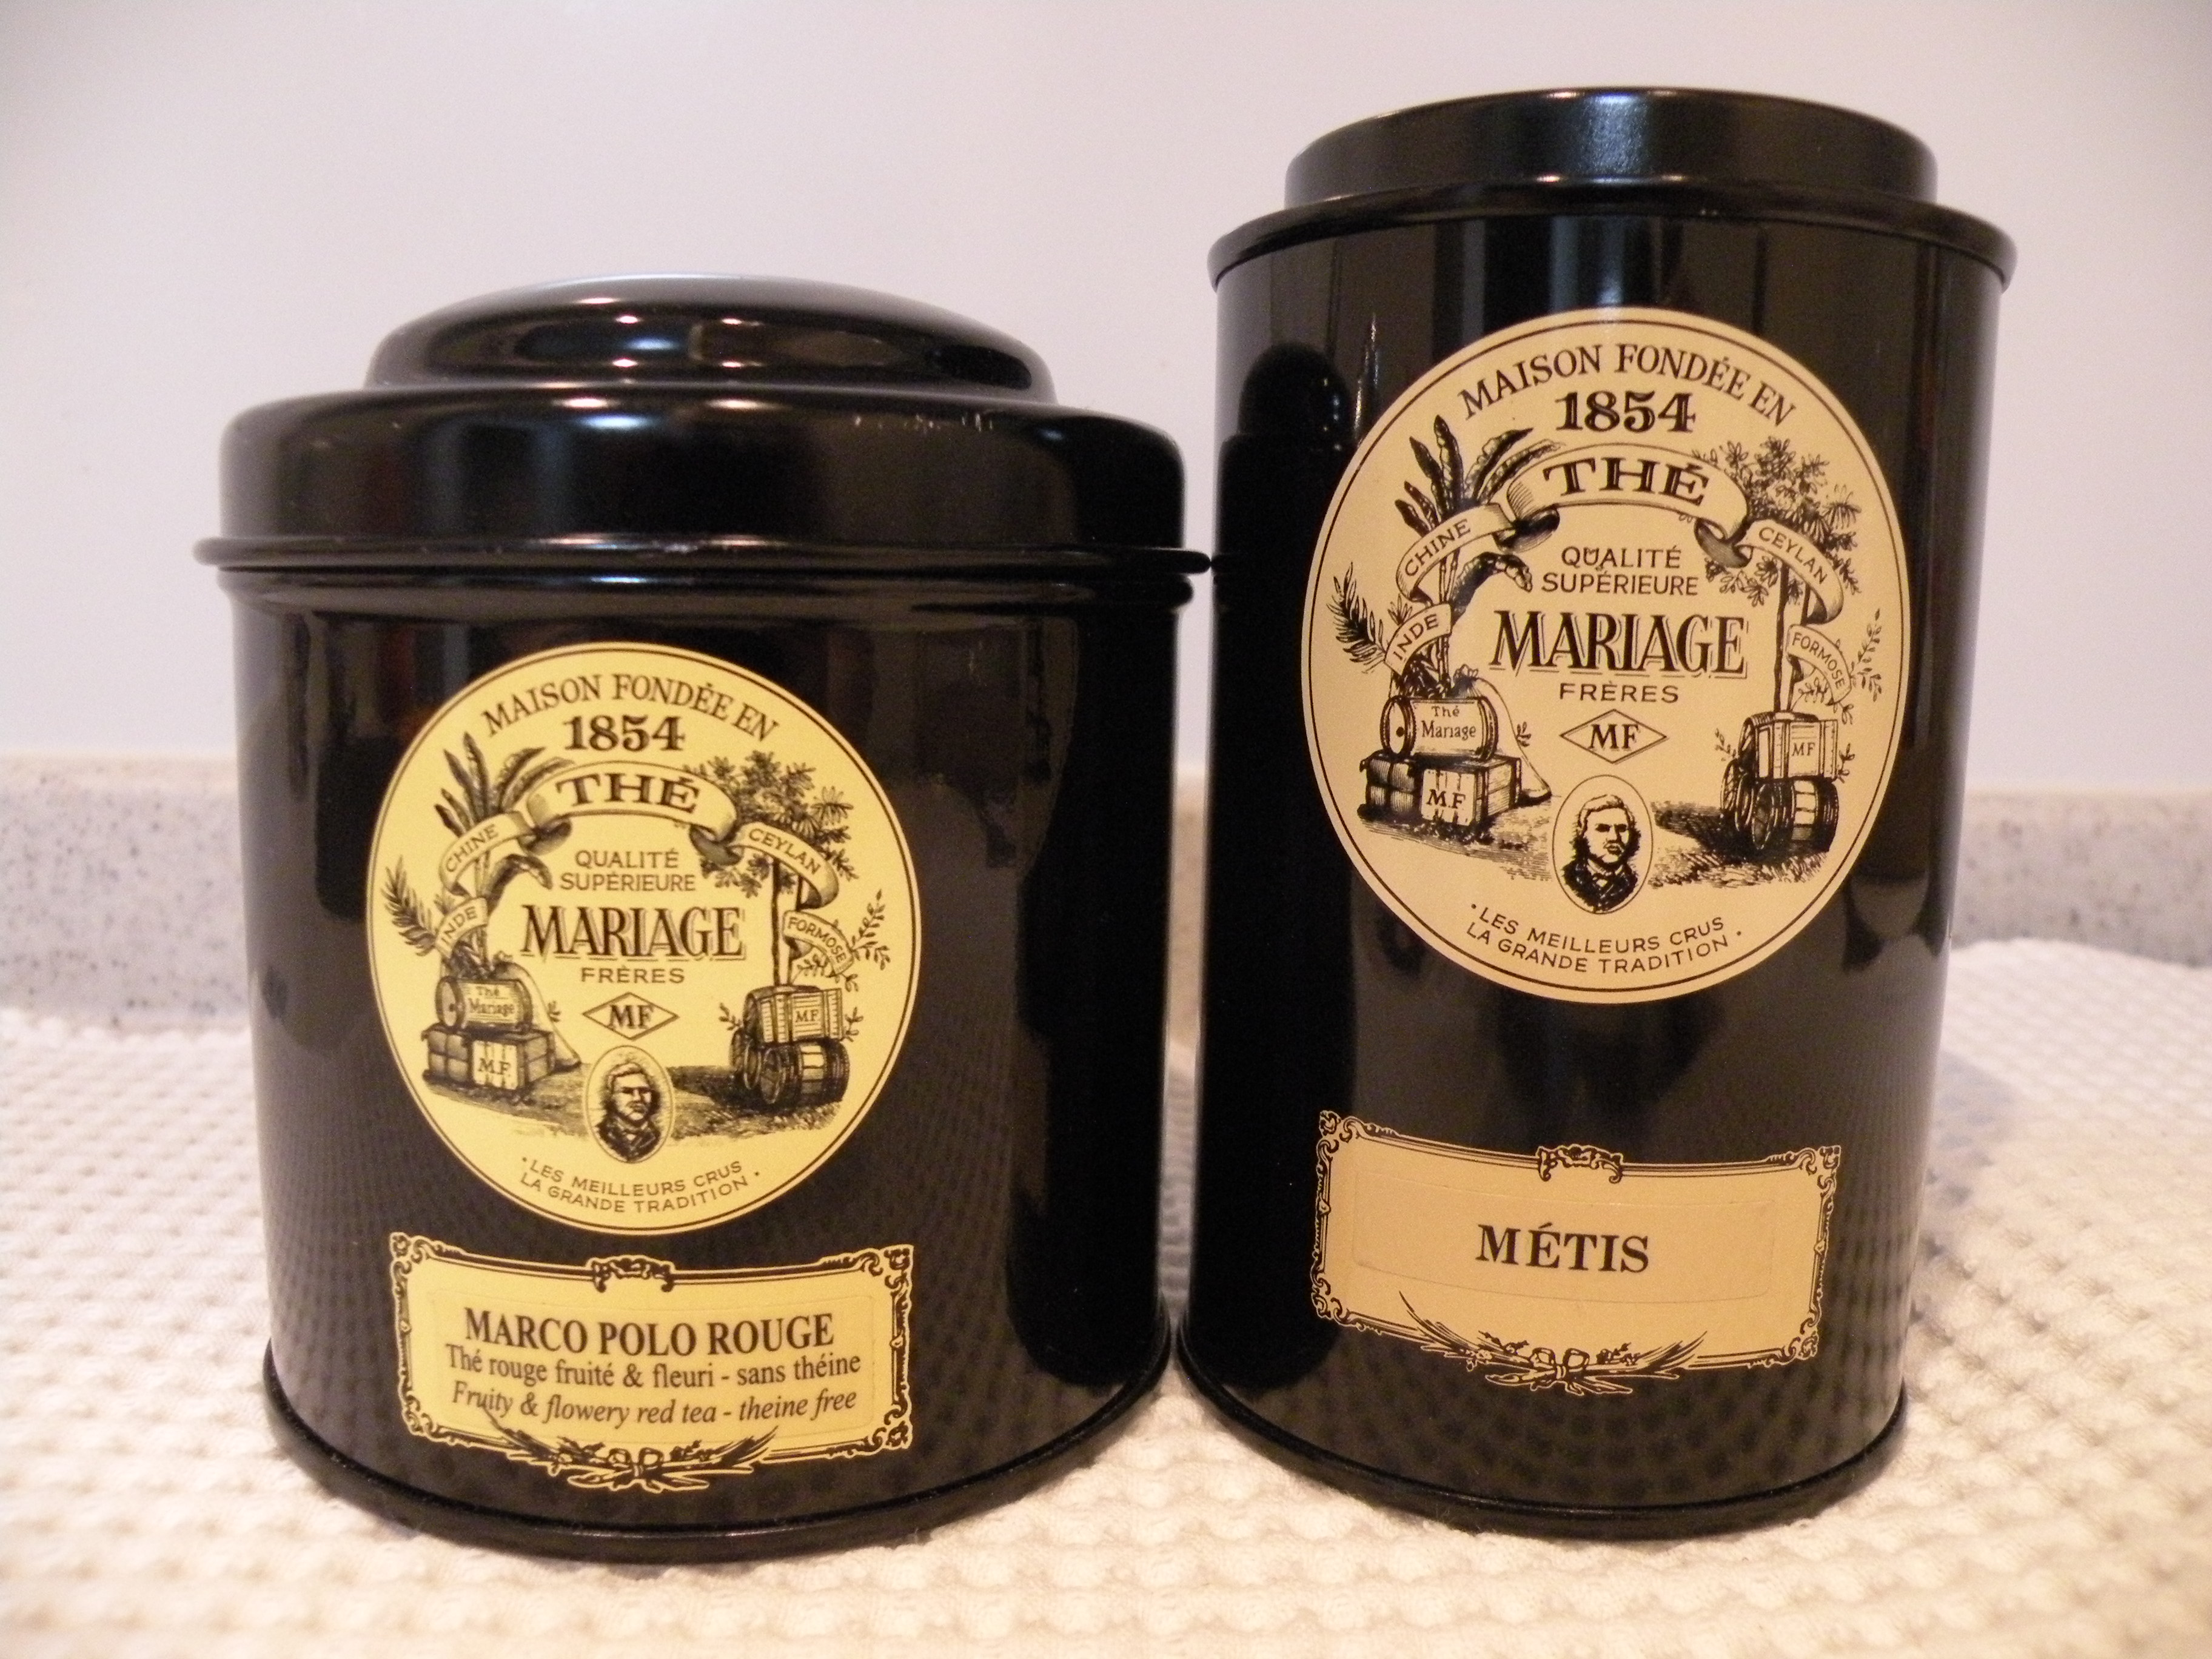 MAISON FONDÉE EN
1854
THÉ
CHINE
CEYLAN
INDE
FORMOSE
QUALITÉ
SUPÉRIEURE
MARIAGE
FRÈRES
MF
Thé
Mariage
M.F
MF
• LES MEILLEURS CRUS
LA GRANDE TRADITION •
MARCO POLO ROUGE
Thé rouge fruité & fleuri - sans théine
Fruity & flowery red tea - theine free
MAISON FONDÉE EN
1854
THÉ
CHINE
CEYLAN
INDE
FORMOSE
QUALITÉ
SUPÉRIEURE
MARIAGE
FRÈRES
MF
Thé
Mariage
M.F
MF
• LES MEILLEURS CRUS
LA GRANDE TRADITION •
MÉTIS